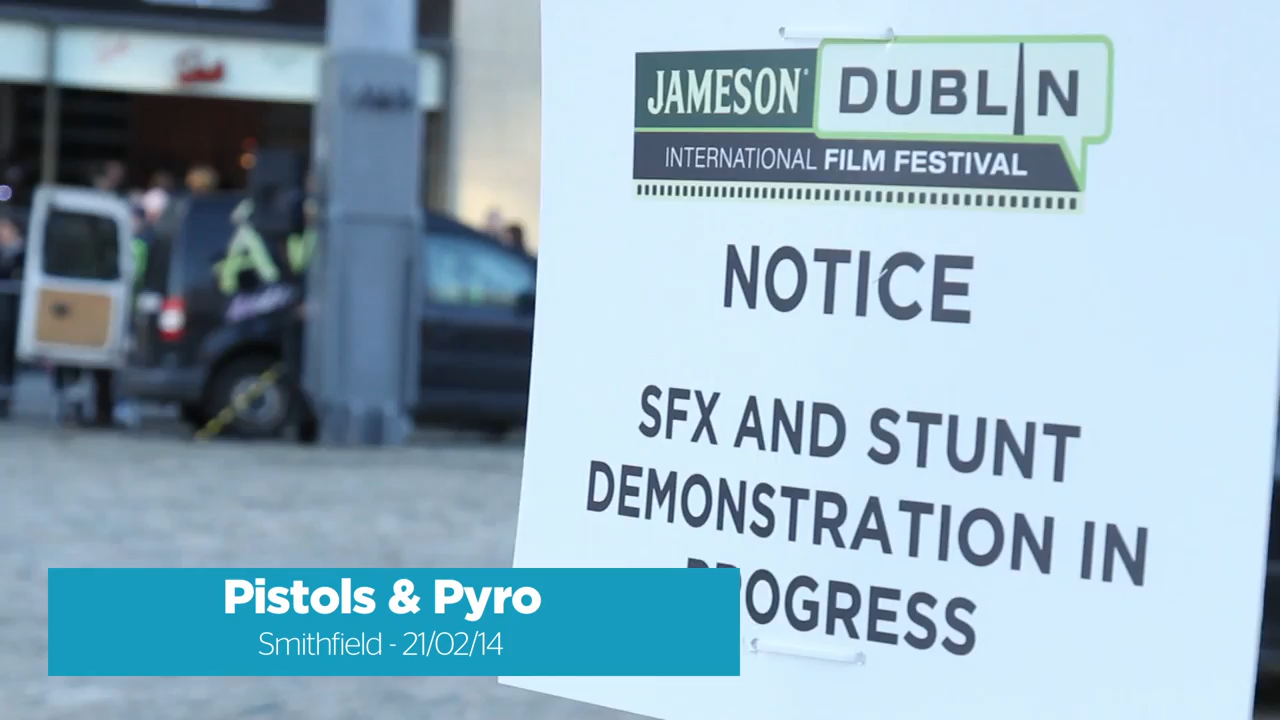 JAMESON DUBLIN
INTERNATIONAL FILM FESTIVAL
NOTICE
SFX AND STUNT
DEMONSTRATION IN
PROGRESS
Pistols & Pyro
Smithfield - 21/02/14